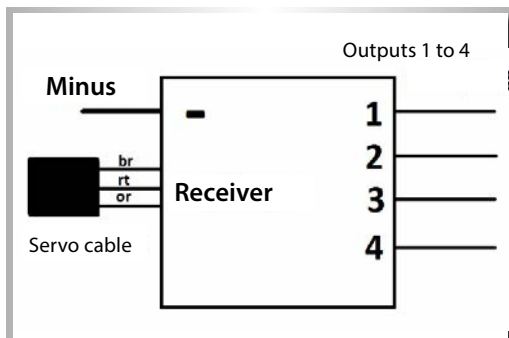 Outputs 1 to 4
Minus
-
1
br
2
rt
Receiver
or
3
Servo cable
4